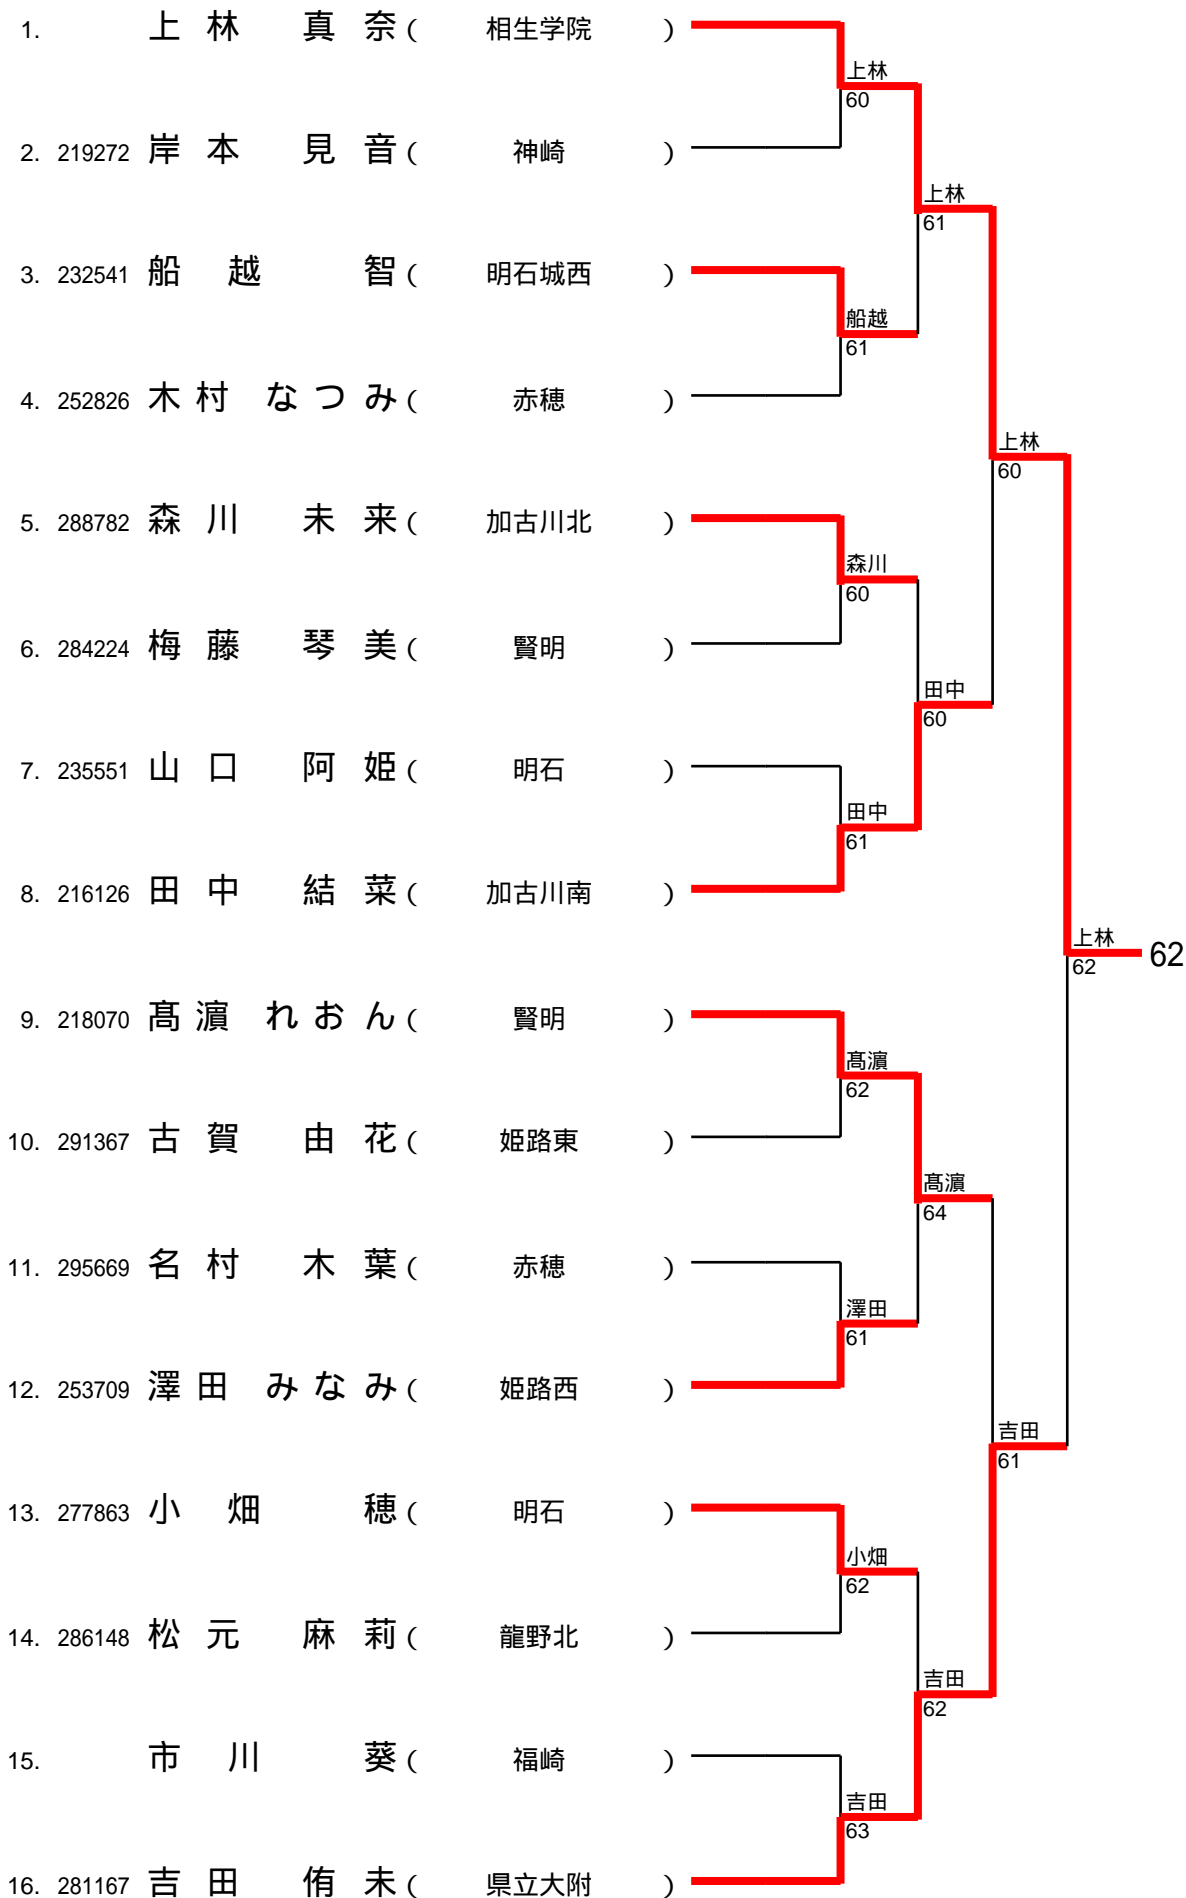 1. 上林 真奈 ( 相生学院 )
上林
60
2. 219272 岸本 見音 ( 神崎 )
上林
61
3. 232541 船越 智 ( 明石城西 )
船越
61
4. 252826 木村 なつみ ( 赤穂 )
上林
60
5. 288782 森川 未来 ( 加古川北 )
森川
60
6. 284224 梅藤 琴美 ( 賢明 )
田中
60
7. 235551 山口 阿姫 ( 明石 )
田中
61
8. 216126 田中 結菜 ( 加古川南 )
上林
62
62
9. 218070 髙濵 れおん ( 賢明 )
髙濵
62
10. 291367 古賀 由花 ( 姫路東 )
髙濵
64
11. 295669 名村 木葉 ( 赤穂 )
澤田
61
12. 253709 澤田 みなみ ( 姫路西 )
吉田
61
13. 277863 小畑 穂 ( 明石 )
小畑
62
14. 286148 松元 麻莉 ( 龍野北 )
吉田
62
15. 市川 葵 ( 福崎 )
吉田
63
16. 281167 吉田 侑未 ( 県立大附 )